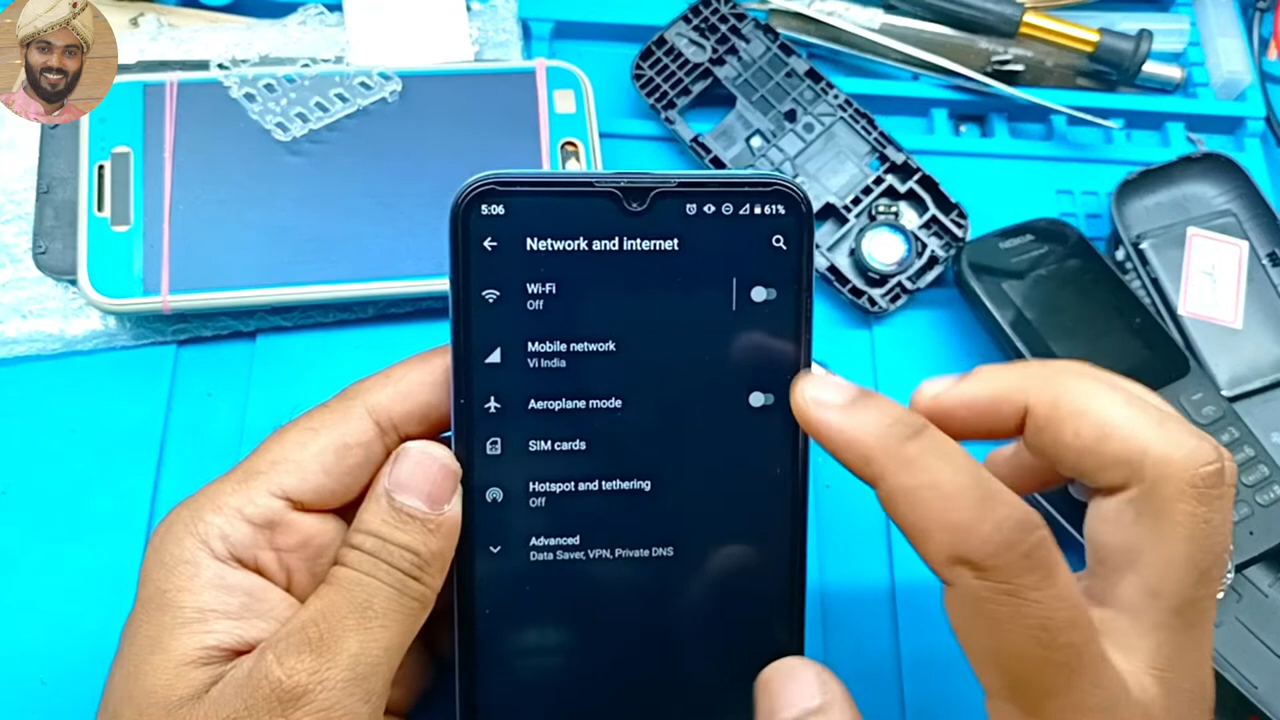 5:06
61%
Network and internet
Wi-Fi
Off
Mobile network
Vi India
Aeroplane mode
SIM cards
Hotspot and tethering
Off
Advanced
Data Saver, VPN, Private DNS
NOKIA